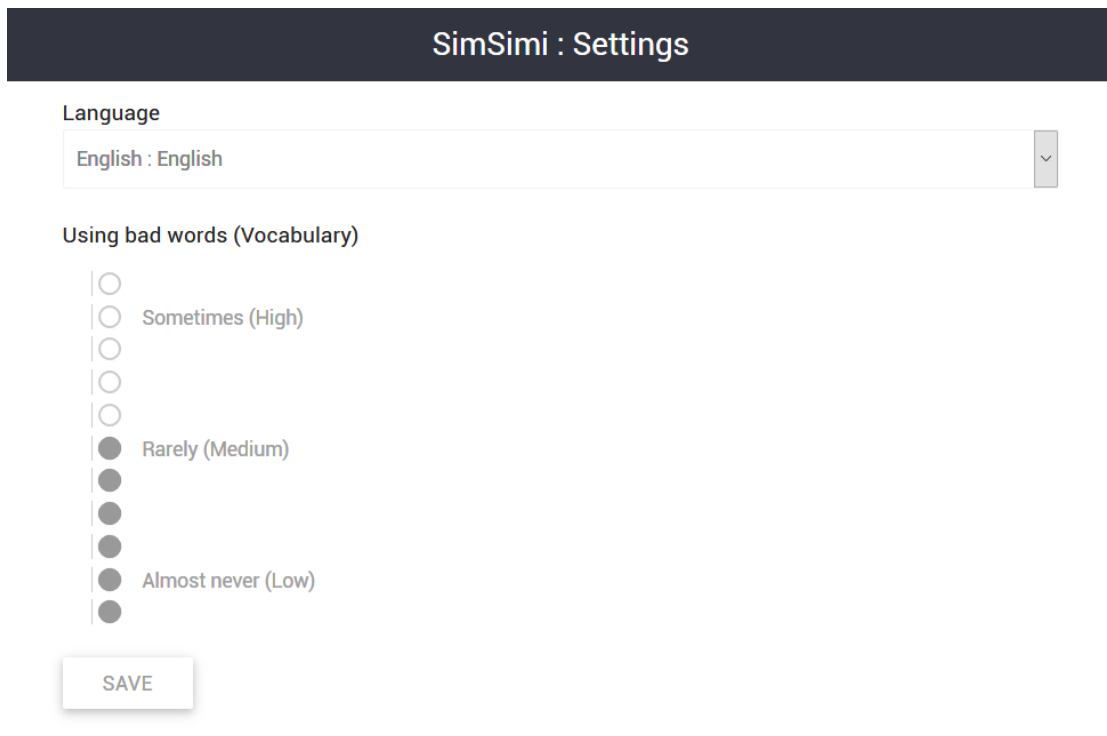 SimSimi : Settings
Language
English : English
Using bad words (Vocabulary)
Sometimes (High)
Rarely (Medium)
Almost never (Low)
SAVE